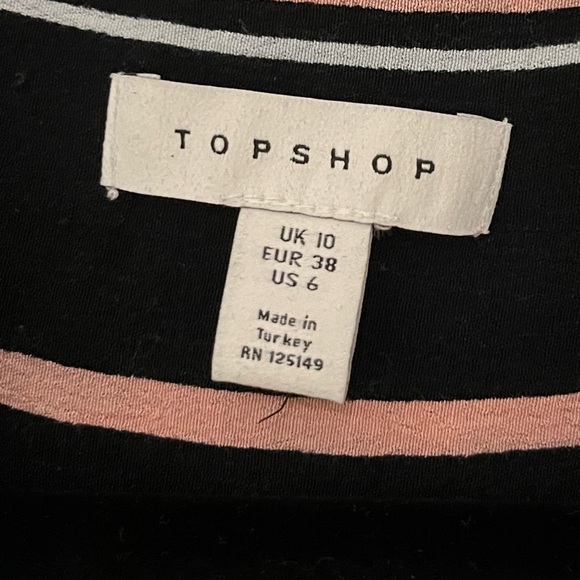 TOPSHOP
UK 10
EUR 38
US 6
Made in
Turkey
RN 125149